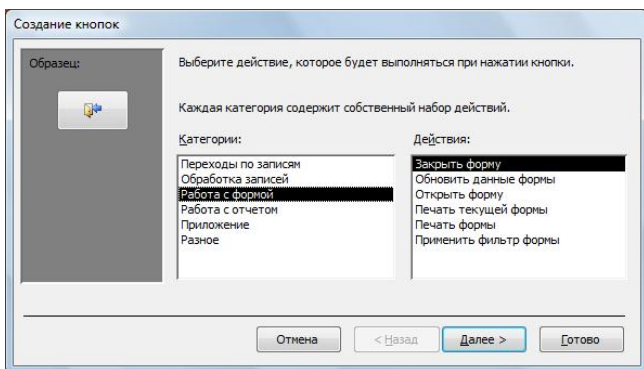 Создание кнопок
Образец:
Выберите действие, которое будет выполняться при нажатии кнопки.
Каждая категория содержит собственный набор действий.
Категории:
Действия:
Переходы по записям
Обработка записей
Работа с формой
Работа с отчетом
Приложение
Разное
Закрыть форму
Обновить данные формы
Открыть форму
Печать текущей формы
Печать формы
Применить фильтр формы
Отмена
< Назад
Далее >
Готово